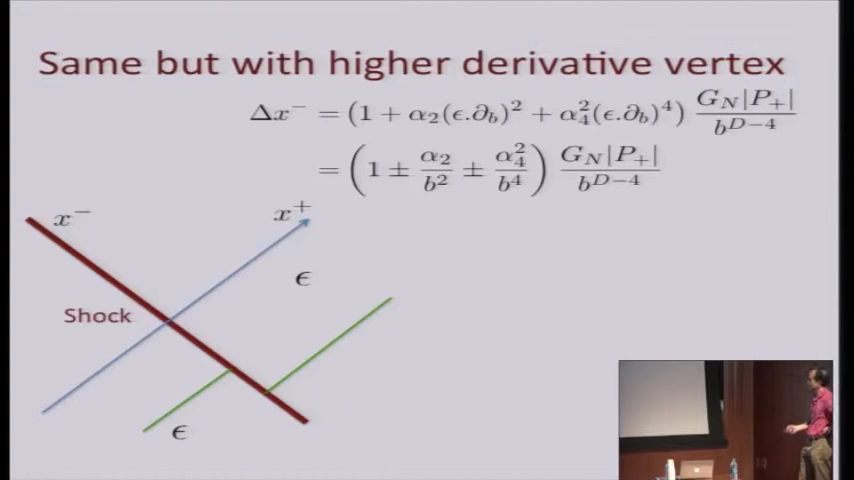 Same but with higher derivative vertex
Δx⁻ = (1 + α₂(ϵ.∂_b)² + α₄²(ϵ.∂_b)⁴) G_N|P₊| / b^{D−4}
= (1 ± α₂/b² ± α₄²/b⁴) G_N|P₊| / b^{D−4}
x⁻
x⁺
ϵ
Shock
ϵ